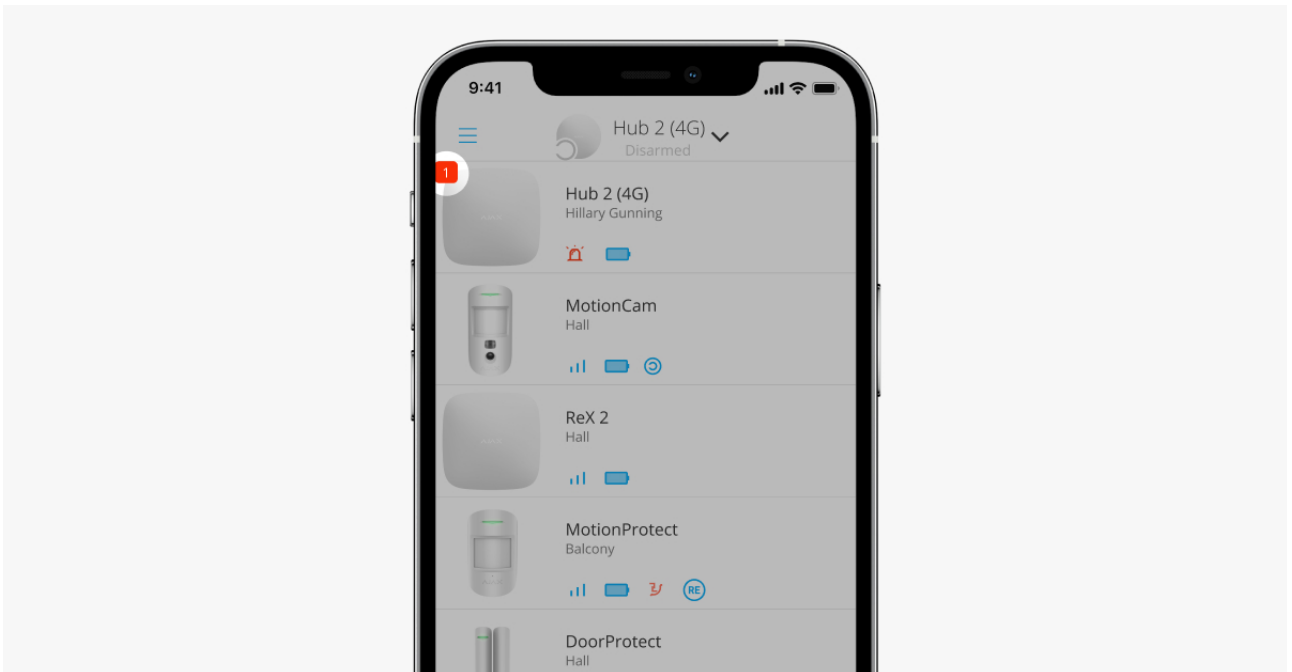 9:41
Hub 2 (4G)
Disarmed
1
Hub 2 (4G)
Hillary Gunning
MotionCam
Hall
ReX 2
Hall
MotionProtect
Balcony
RE
DoorProtect
Hall